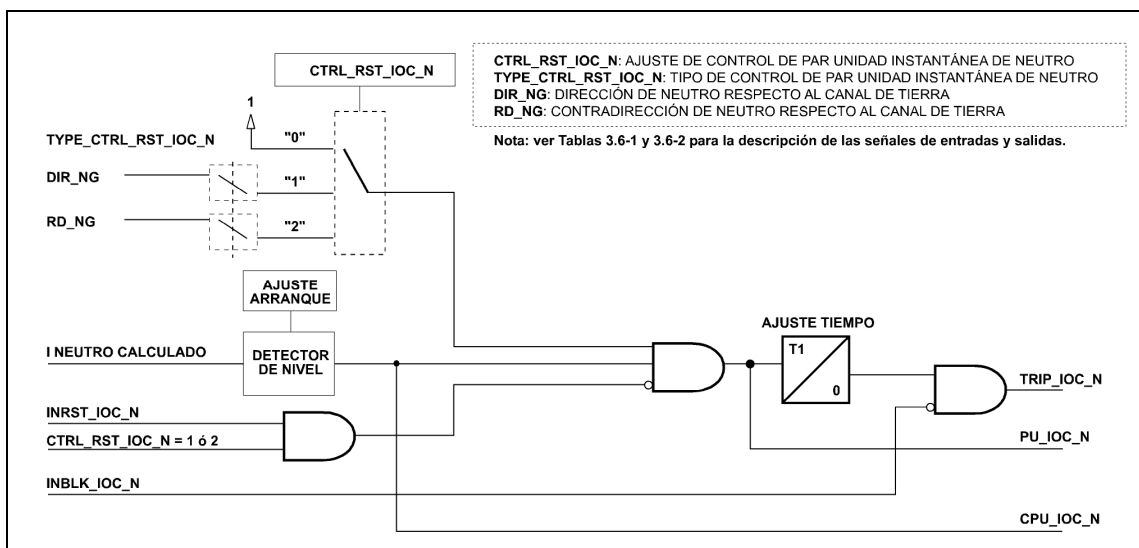 CTRL_RST_IOC_N
CTRL_RST_IOC_N: AJUSTE DE CONTROL DE PAR UNIDAD INSTANTÁNEA DE NEUTRO
TYPE_CTRL_RST_IOC_N: TIPO DE CONTROL DE PAR UNIDAD INSTANTÁNEA DE NEUTRO
DIR_NG: DIRECCIÓN DE NEUTRO RESPECTO AL CANAL DE TIERRA
RD_NG: CONTRADIRECCIÓN DE NEUTRO RESPECTO AL CANAL DE TIERRA
Nota: ver Tablas 3.6-1 y 3.6-2 para la descripción de las señales de entradas y salidas.
1
TYPE_CTRL_RST_IOC_N
"0"
DIR_NG
"1"
RD_NG
"2"
AJUSTE
ARRANQUE
I NEUTRO CALCULADO
DETECTOR
DE NIVEL
AJUSTE TIEMPO
T1
0
TRIP_IOC_N
INRST_IOC_N
CTRL_RST_IOC_N = 1 ó 2
PU_IOC_N
INBLK_IOC_N
CPU_IOC_N